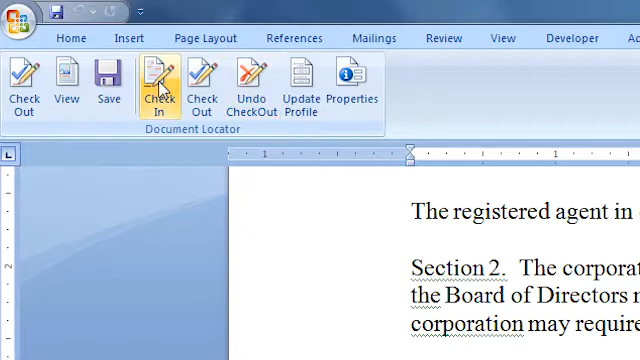 Home Insert Page Layout References Mailings Review View Developer
Check Out View Save Check In Check Out Undo CheckOut Update Profile Properties
Document Locator
L 1 1
The registered agent in
Section 2. The corporat
2
the Board of Directors
corporation may require